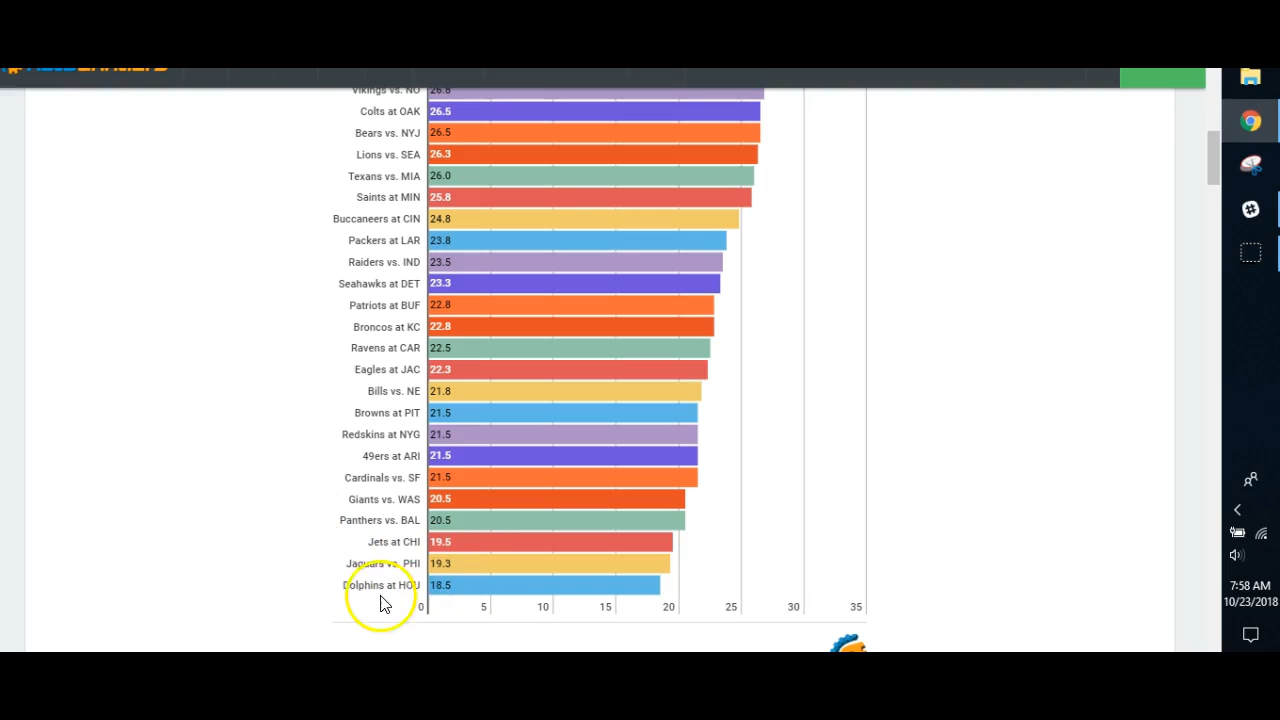 Vikings vs. NO 26.8
Colts at OAK 26.5
Bears vs. NYJ 26.5
Lions vs. SEA 26.3
Texans vs. MIA 26.0
Saints at MIN 25.8
Buccaneers at CIN 24.8
Packers at LAR 23.8
Raiders vs. IND 23.5
Seahawks at DET 23.3
Patriots at BUF 22.8
Broncos at KC 22.8
Ravens at CAR 22.5
Eagles at JAC 22.3
Bills vs. NE 21.8
Browns at PIT 21.5
Redskins at NYG 21.5
49ers at ARI 21.5
Cardinals vs. SF 21.5
Giants vs. WAS 20.5
Panthers vs. BAL 20.5
Jets at CHI 19.5
Jaguars vs. PHI 19.3
Dolphins at HOU 18.5
0 5 10 15 20 25 30 35
7:58 AM
10/23/2018